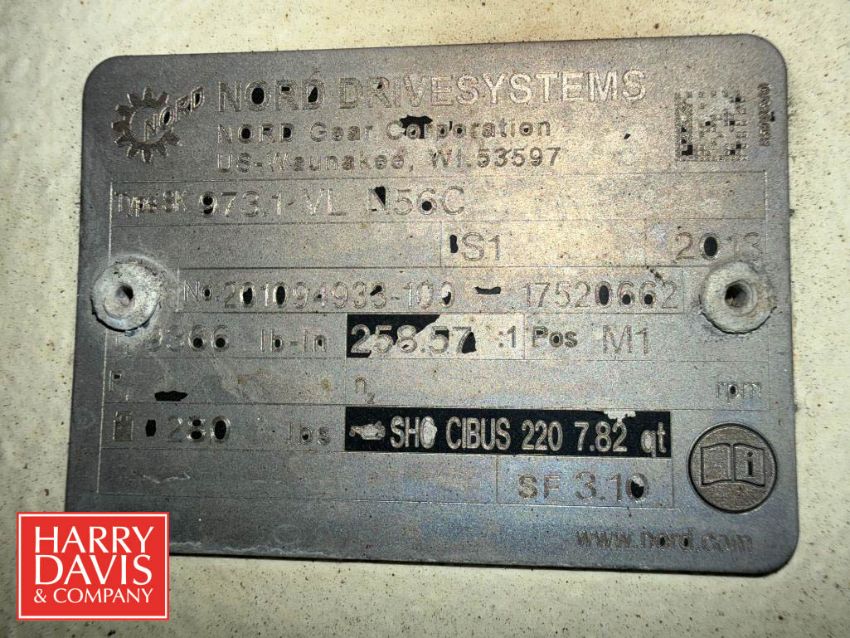 NORD
NORD DRIVESYSTEMS
NORD Gear Corporation
US-Waunakee, WI.53597
Type SK 973.1 VL N56C
S1 2013
No 201094933-100 - 17520662
lb-in 258.57 :1 Pos M1
n2 rpm
280 lbs SHC CIBUS 220 7.82 qt
i
SF 3.10
www.nord.com
HARRY
DAVIS
& COMPANY